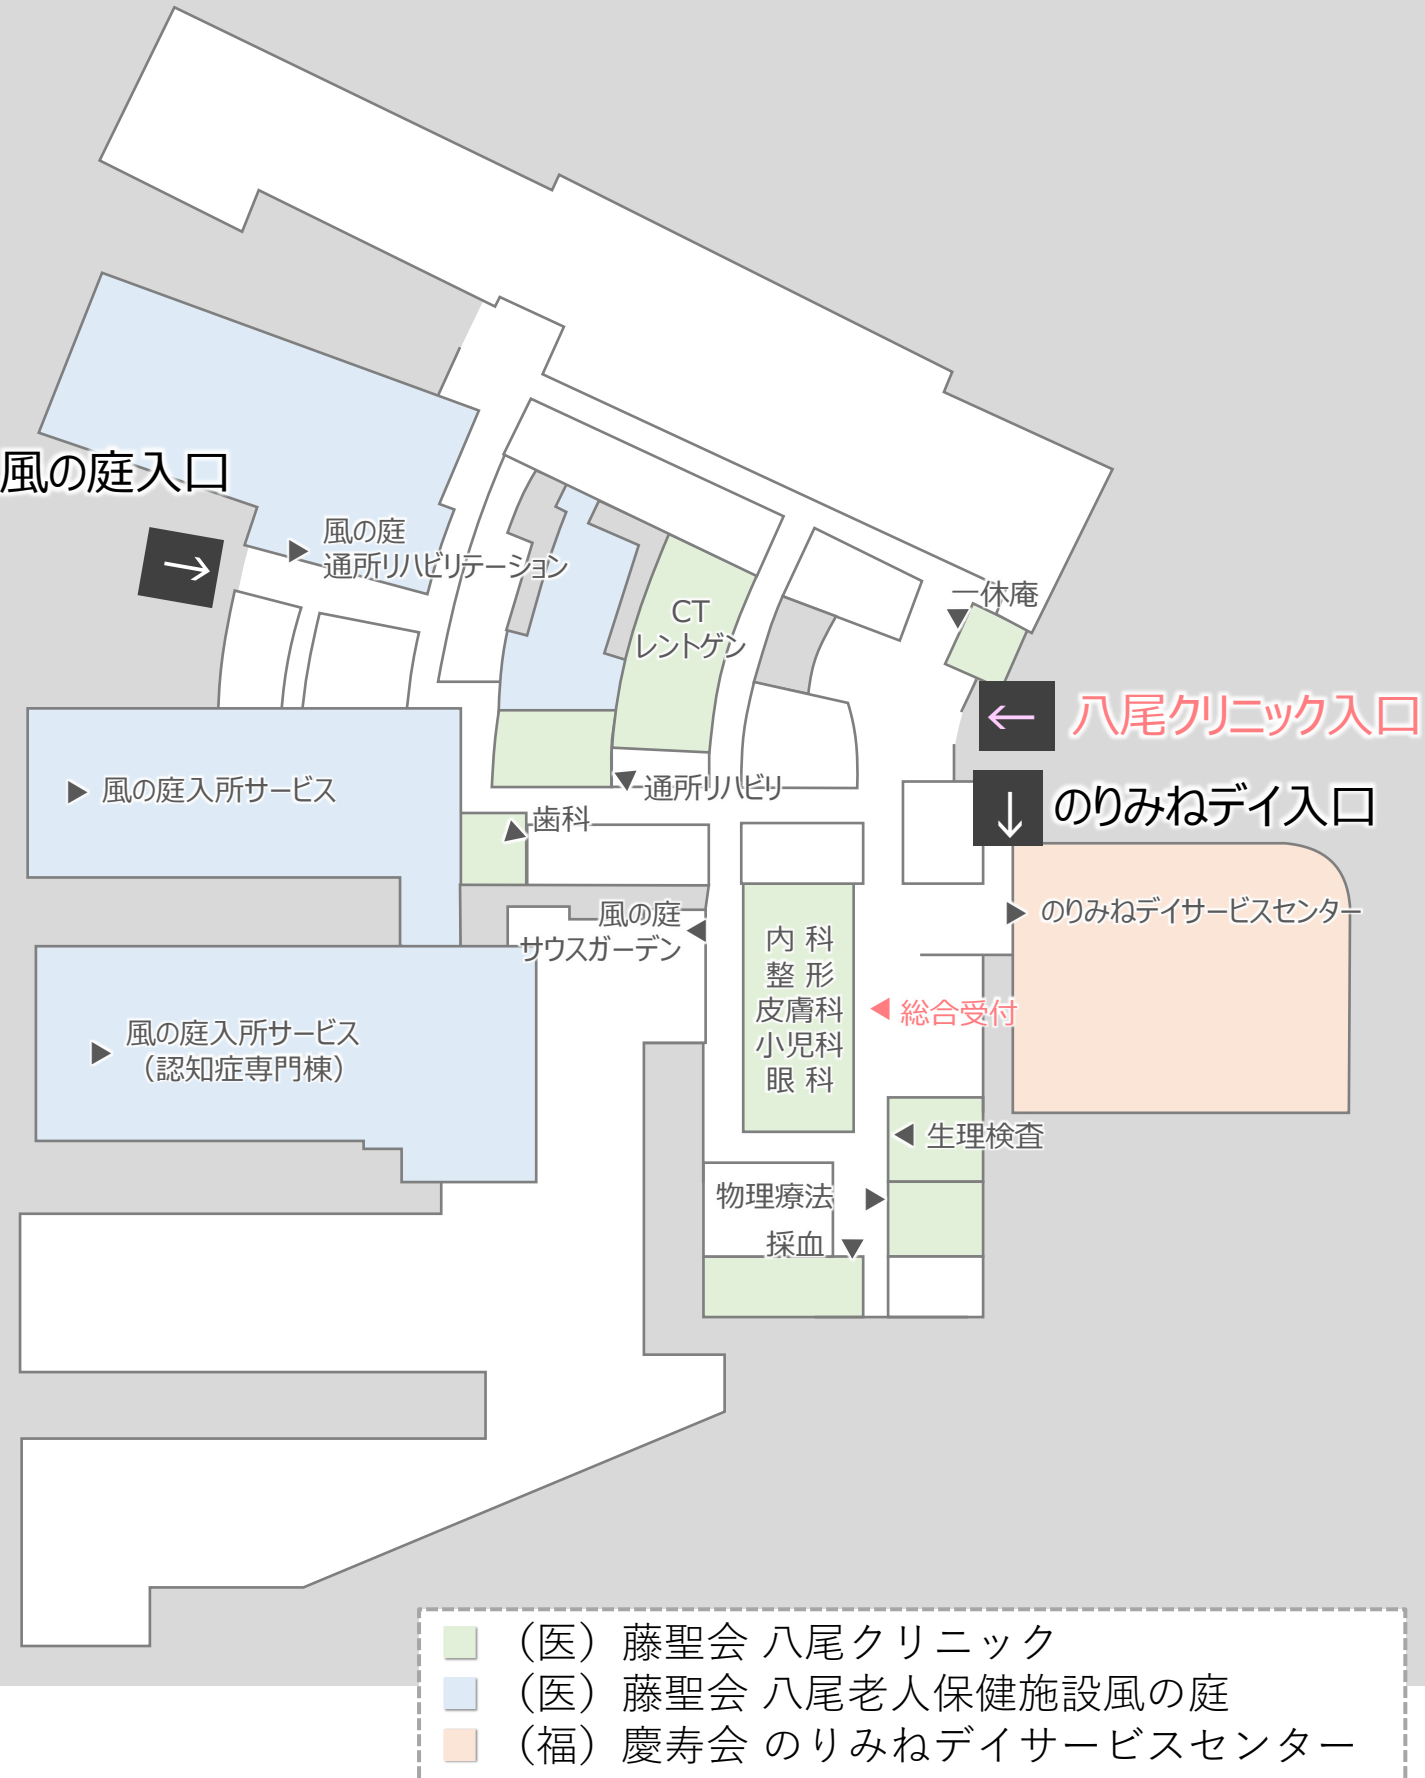 風の庭入口
風の庭
通所リハビリテーション
CT
レントゲン
一休庵
八尾クリニック入口
風の庭入所サービス
通所リハビリ
のりみねデイ入口
歯科
風の庭
サウスガーデン
のりみねデイサービスセンター
内 科
整 形
皮膚科
小児科
眼 科
総合受付
風の庭入所サービス
（認知症専門棟）
生理検査
物理療法
採血
（医）藤聖会 八尾クリニック
（医）藤聖会 八尾老人保健施設風の庭
（福）慶寿会 のりみねデイサービスセンター